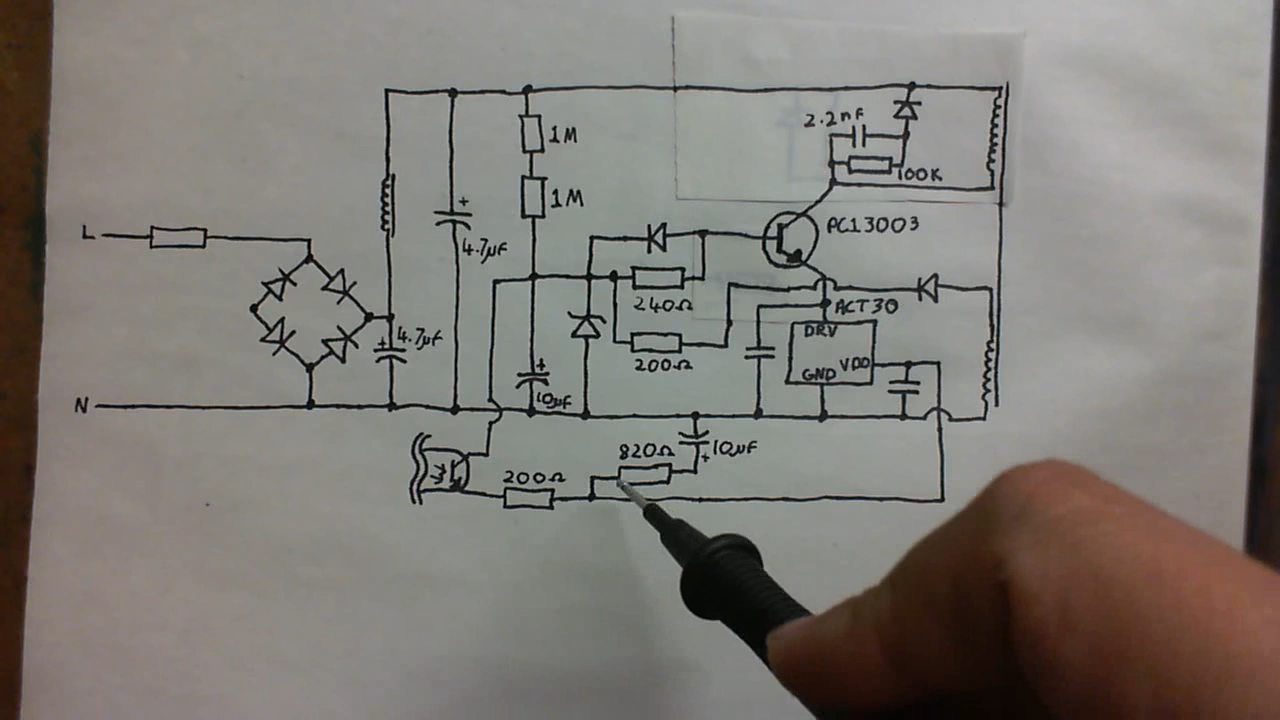 2.2nF
1M
100K
1M
PC13003
L
4.7µF
240Ω
ACT30
4.7µF
DRV
200Ω
VDD
GND
10µF
N
820Ω
10µF
200Ω